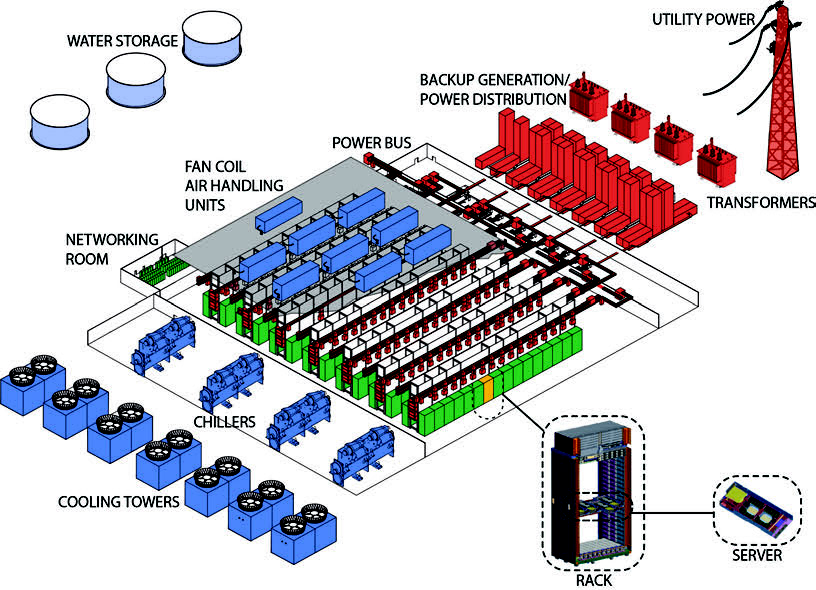 WATER STORAGE
UTILITY POWER
BACKUP GENERATION/
POWER DISTRIBUTION
POWER BUS
FAN COIL
AIR HANDLING
UNITS
TRANSFORMERS
NETWORKING
ROOM
CHILLERS
COOLING TOWERS
SERVER
RACK